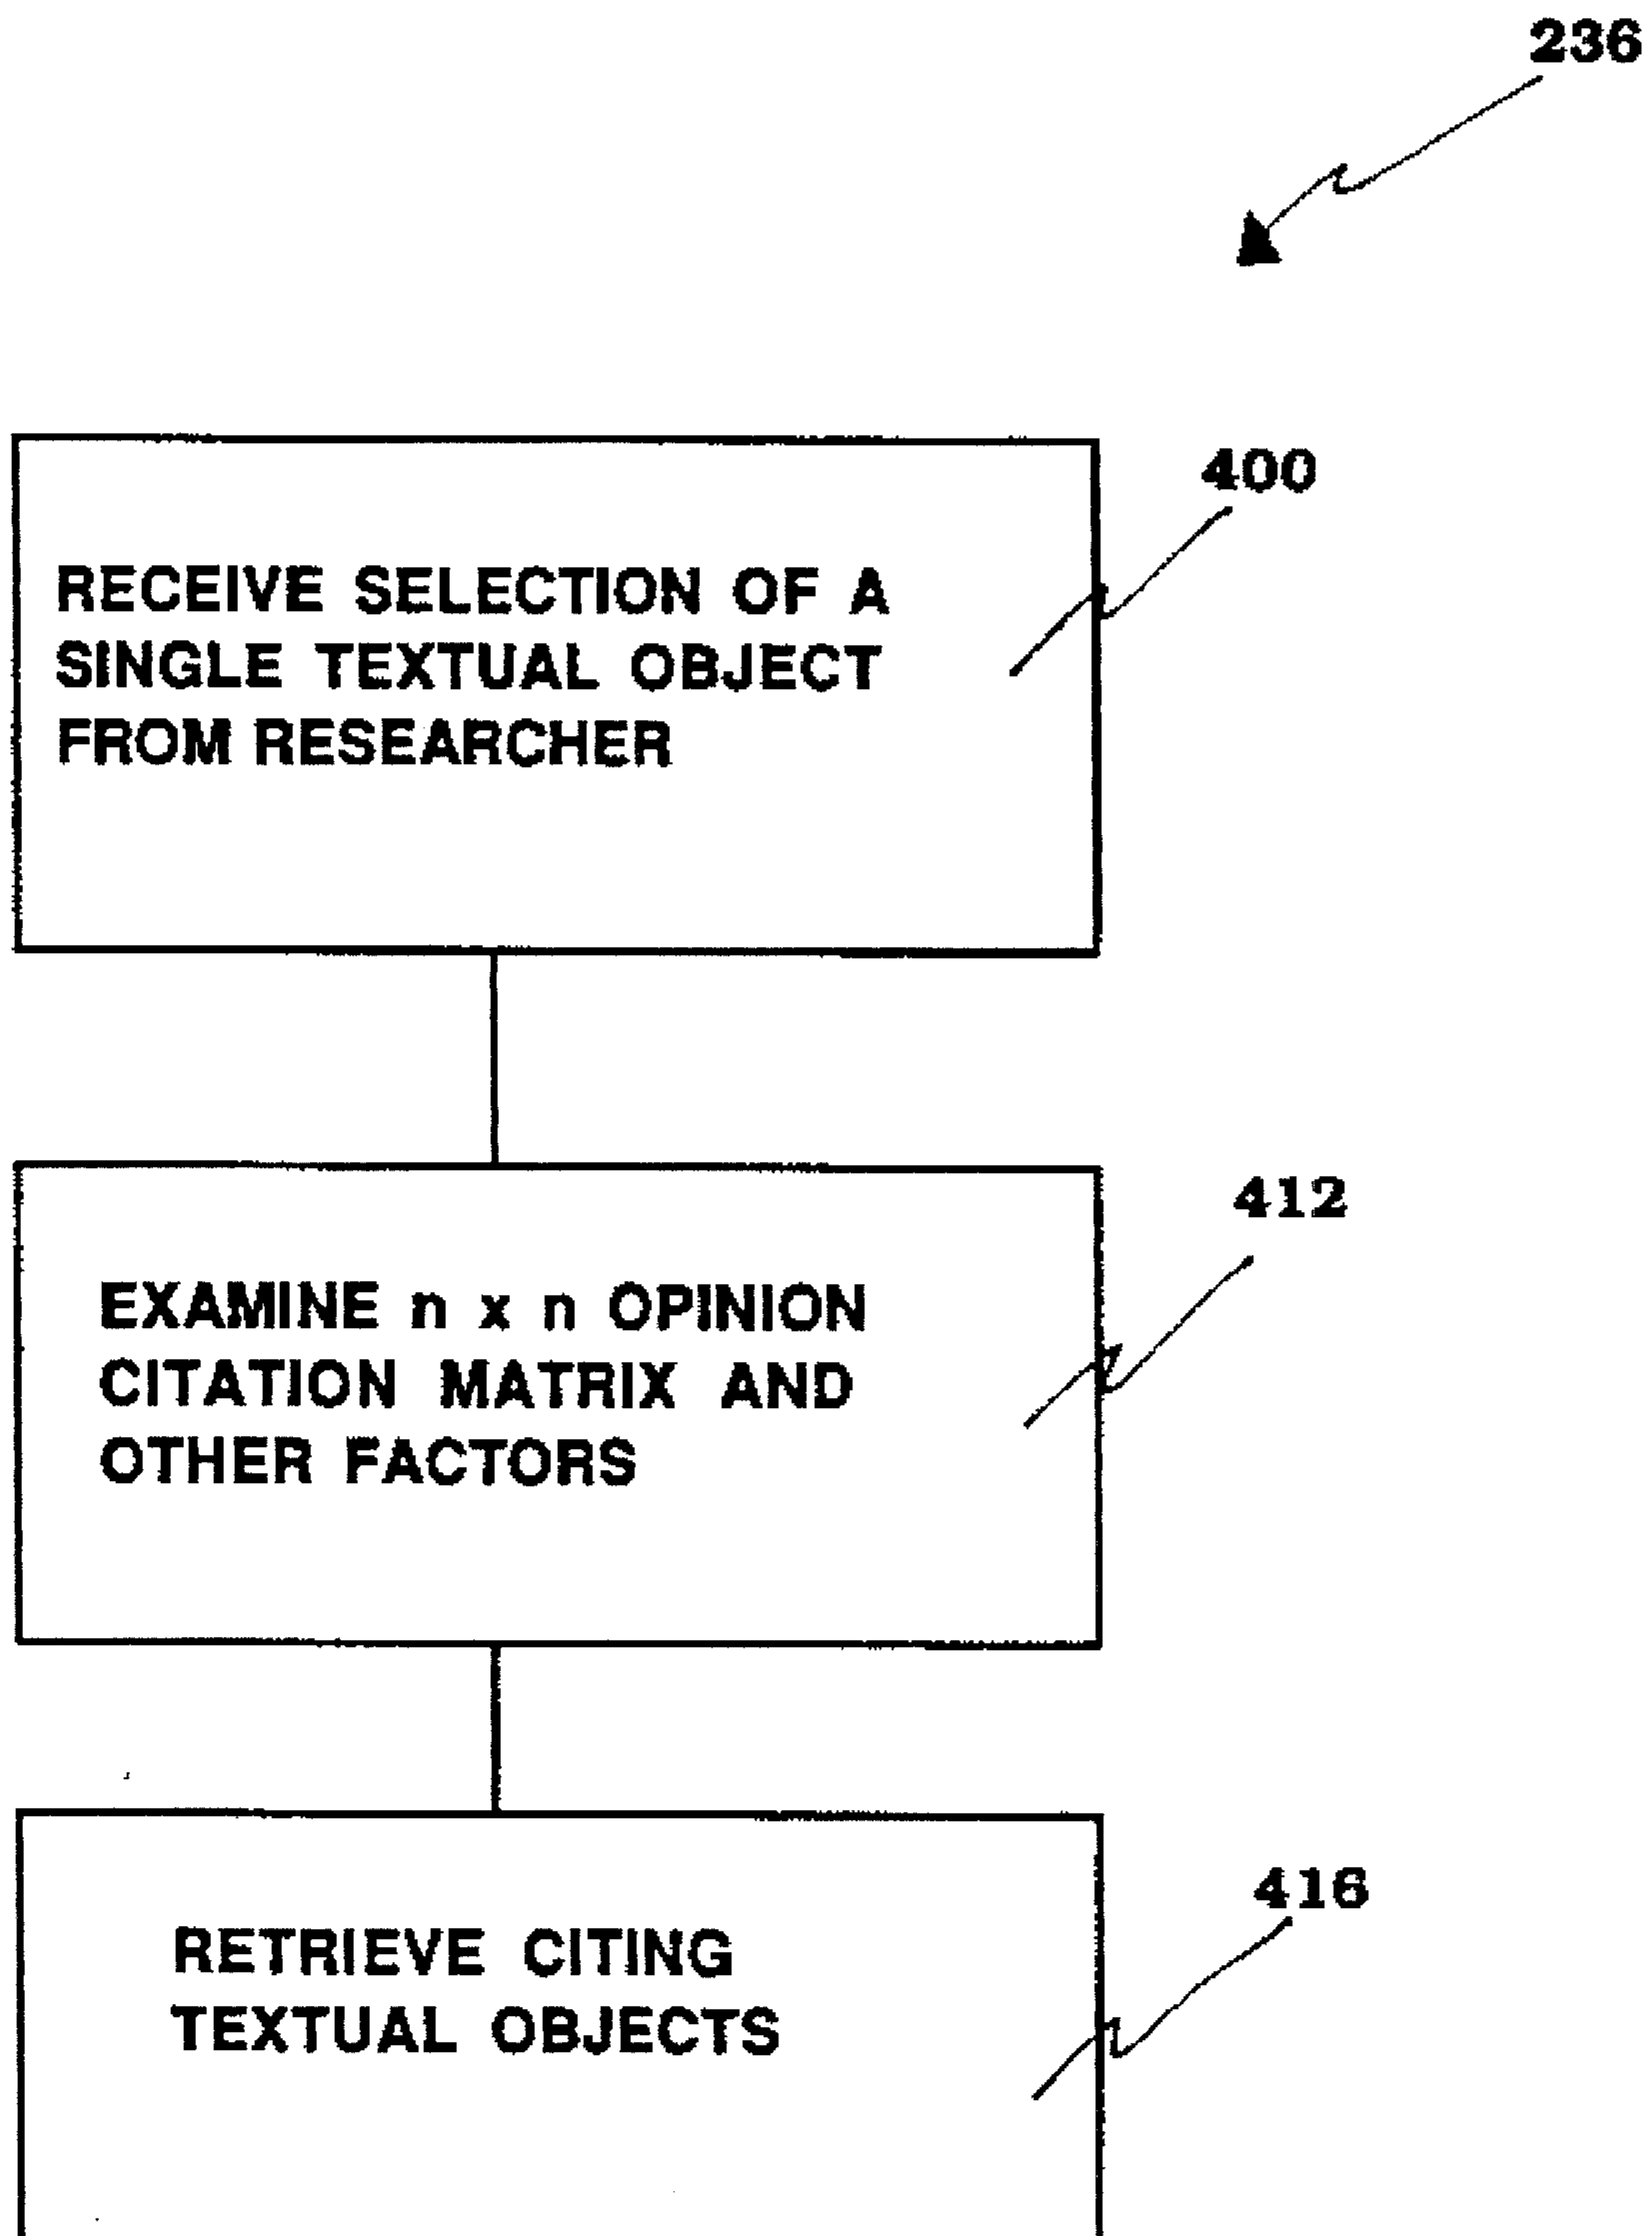 236
400
RECEIVE SELECTION OF A
SINGLE TEXTUAL OBJECT
FROM RESEARCHER
412
EXAMINE n x n OPINION
CITATION MATRIX AND
OTHER FACTORS
416
RETRIEVE CITING
TEXTUAL OBJECTS